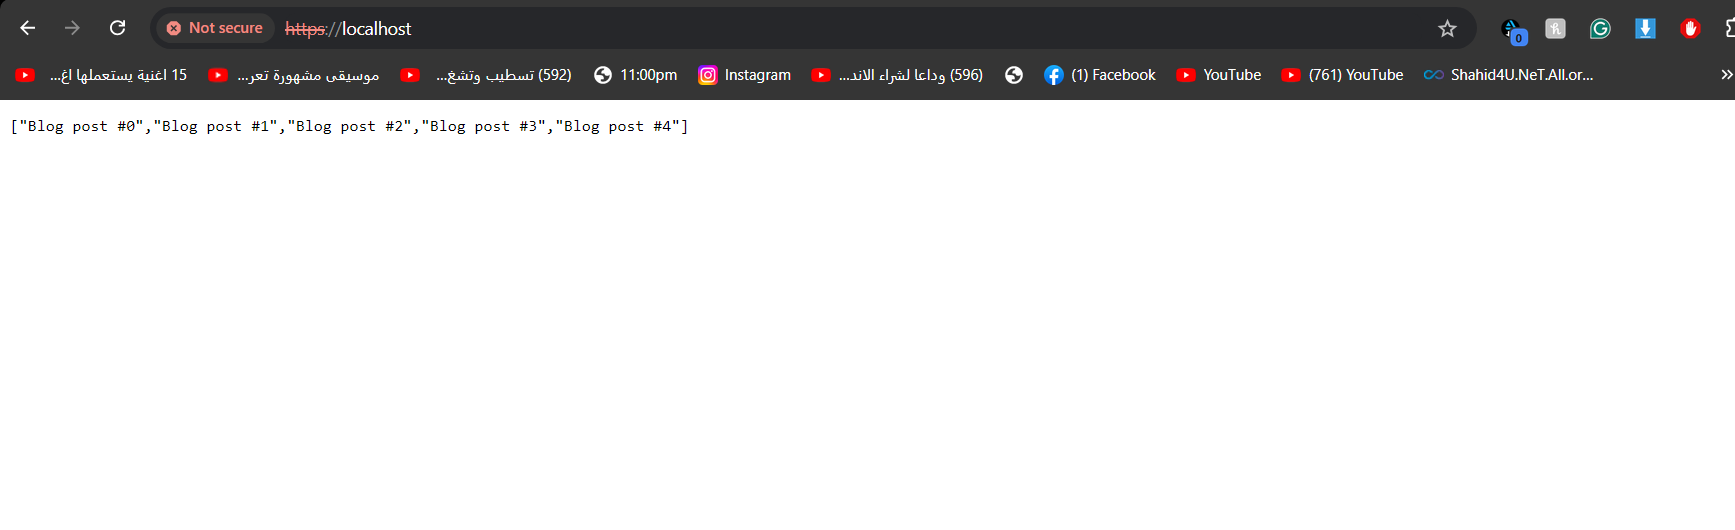 Not secure https://localhost
15 اغنية يستعملها اغ... موسيقى مشهورة تعر... (592) تسطيب وتشغ... 11:00pm Instagram (596) وداعا لشراء الاند... (1) Facebook YouTube (761) YouTube Shahid4U.NeT.All.or...
["Blog post #0","Blog post #1","Blog post #2","Blog post #3","Blog post #4"]